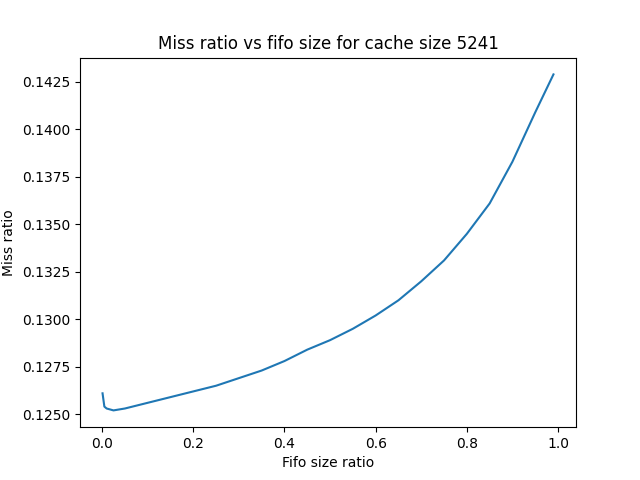 Miss ratio vs fifo size for cache size 5241
0.1425
0.1400
0.1375
0.1350
0.1325
0.1300
0.1275
0.1250
Miss ratio
0.0 0.2 0.4 0.6 0.8 1.0
Fifo size ratio